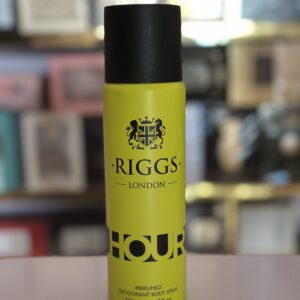 ·RIGGS·
LONDON
HOUR
PERFUMED
DEODORANT BODY SPRAY